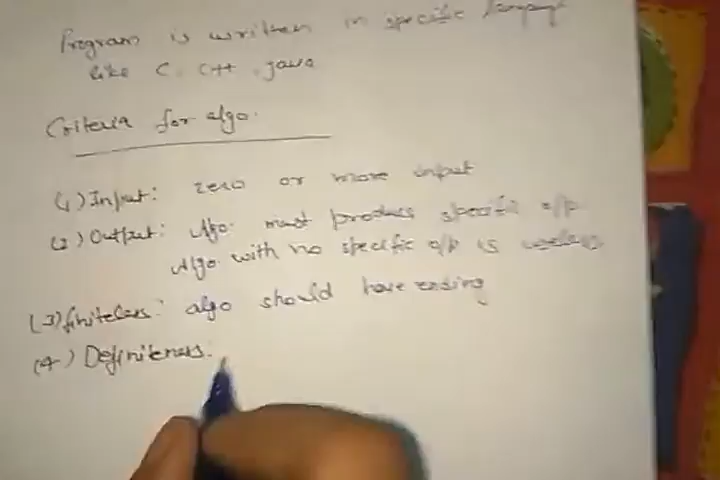 Program is written in specific language
like C, C++, java
Criteria for algo.
(1) Input: zero or more input
(2) Output: Algo. must produce specific o/p
Algo. with no specific o/p is useless
(3) finiteless: algo should have ending
(4) Definiteness: